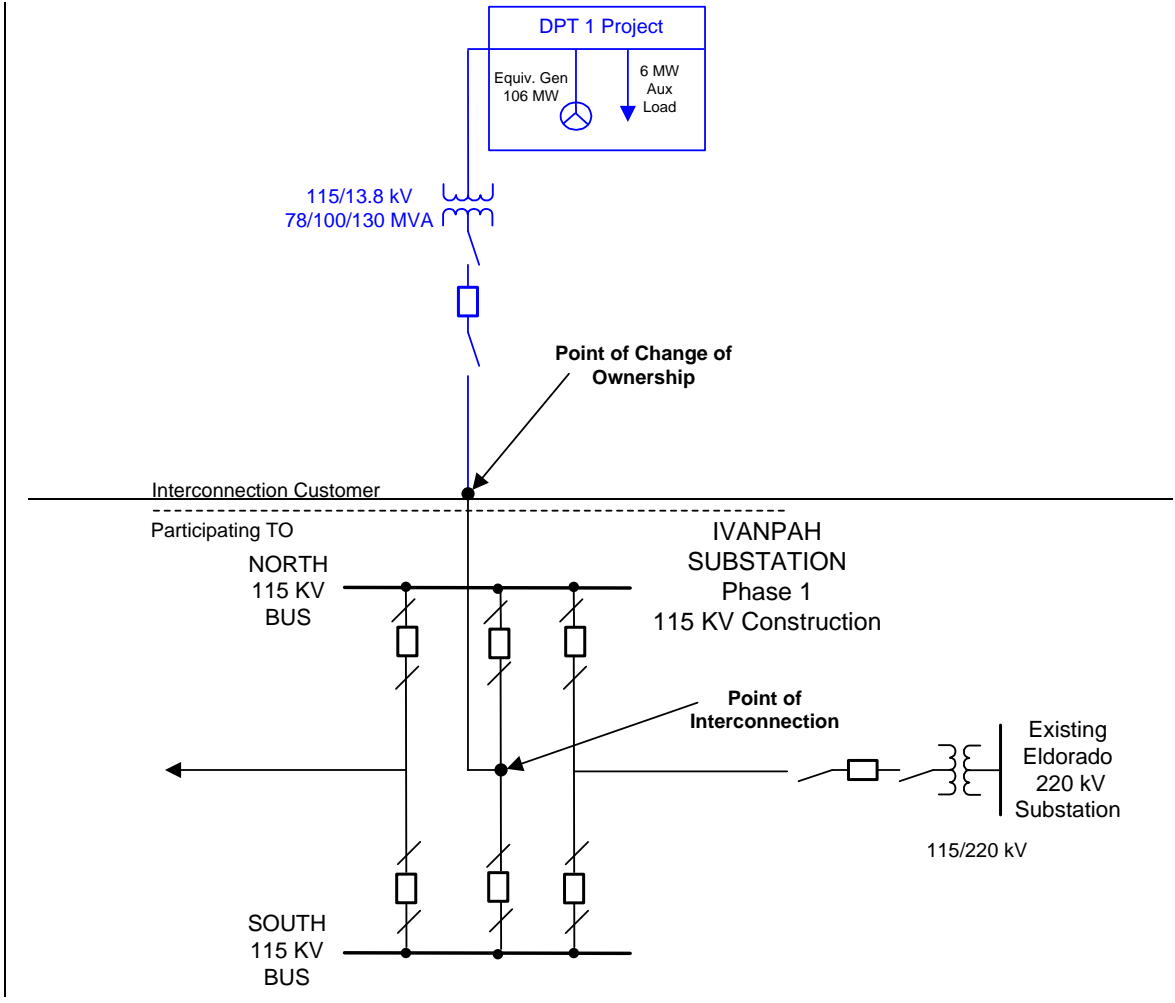 DPT 1 Project
Equiv. Gen
106 MW
6 MW
Aux
Load
115/13.8 kV
78/100/130 MVA
Point of Change of
Ownership
Interconnection Customer
Participating TO
NORTH
115 KV
BUS
IVANPAH
SUBSTATION
Phase 1
115 KV Construction
Point of
Interconnection
Existing
Eldorado
220 kV
Substation
115/220 kV
SOUTH
115 KV
BUS